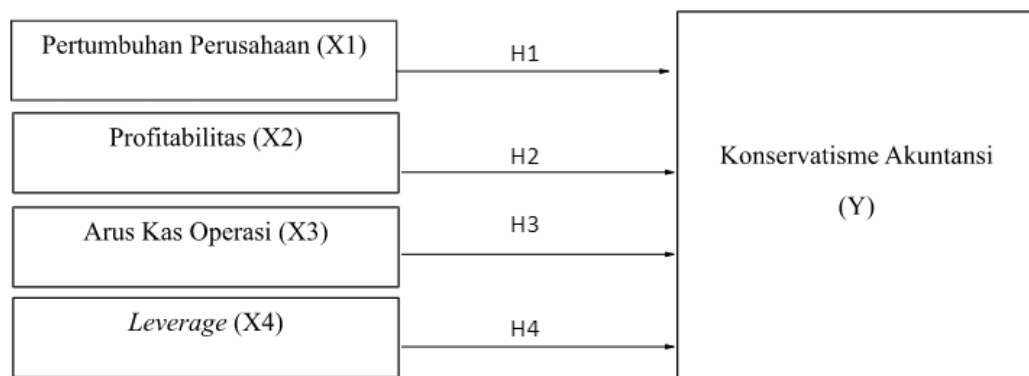 Pertumbuhan Perusahaan (X1)
H1
Profitabilitas (X2)
H2
Arus Kas Operasi (X3)
H3
Leverage (X4)
H4
Konservatisme Akuntansi
(Y)